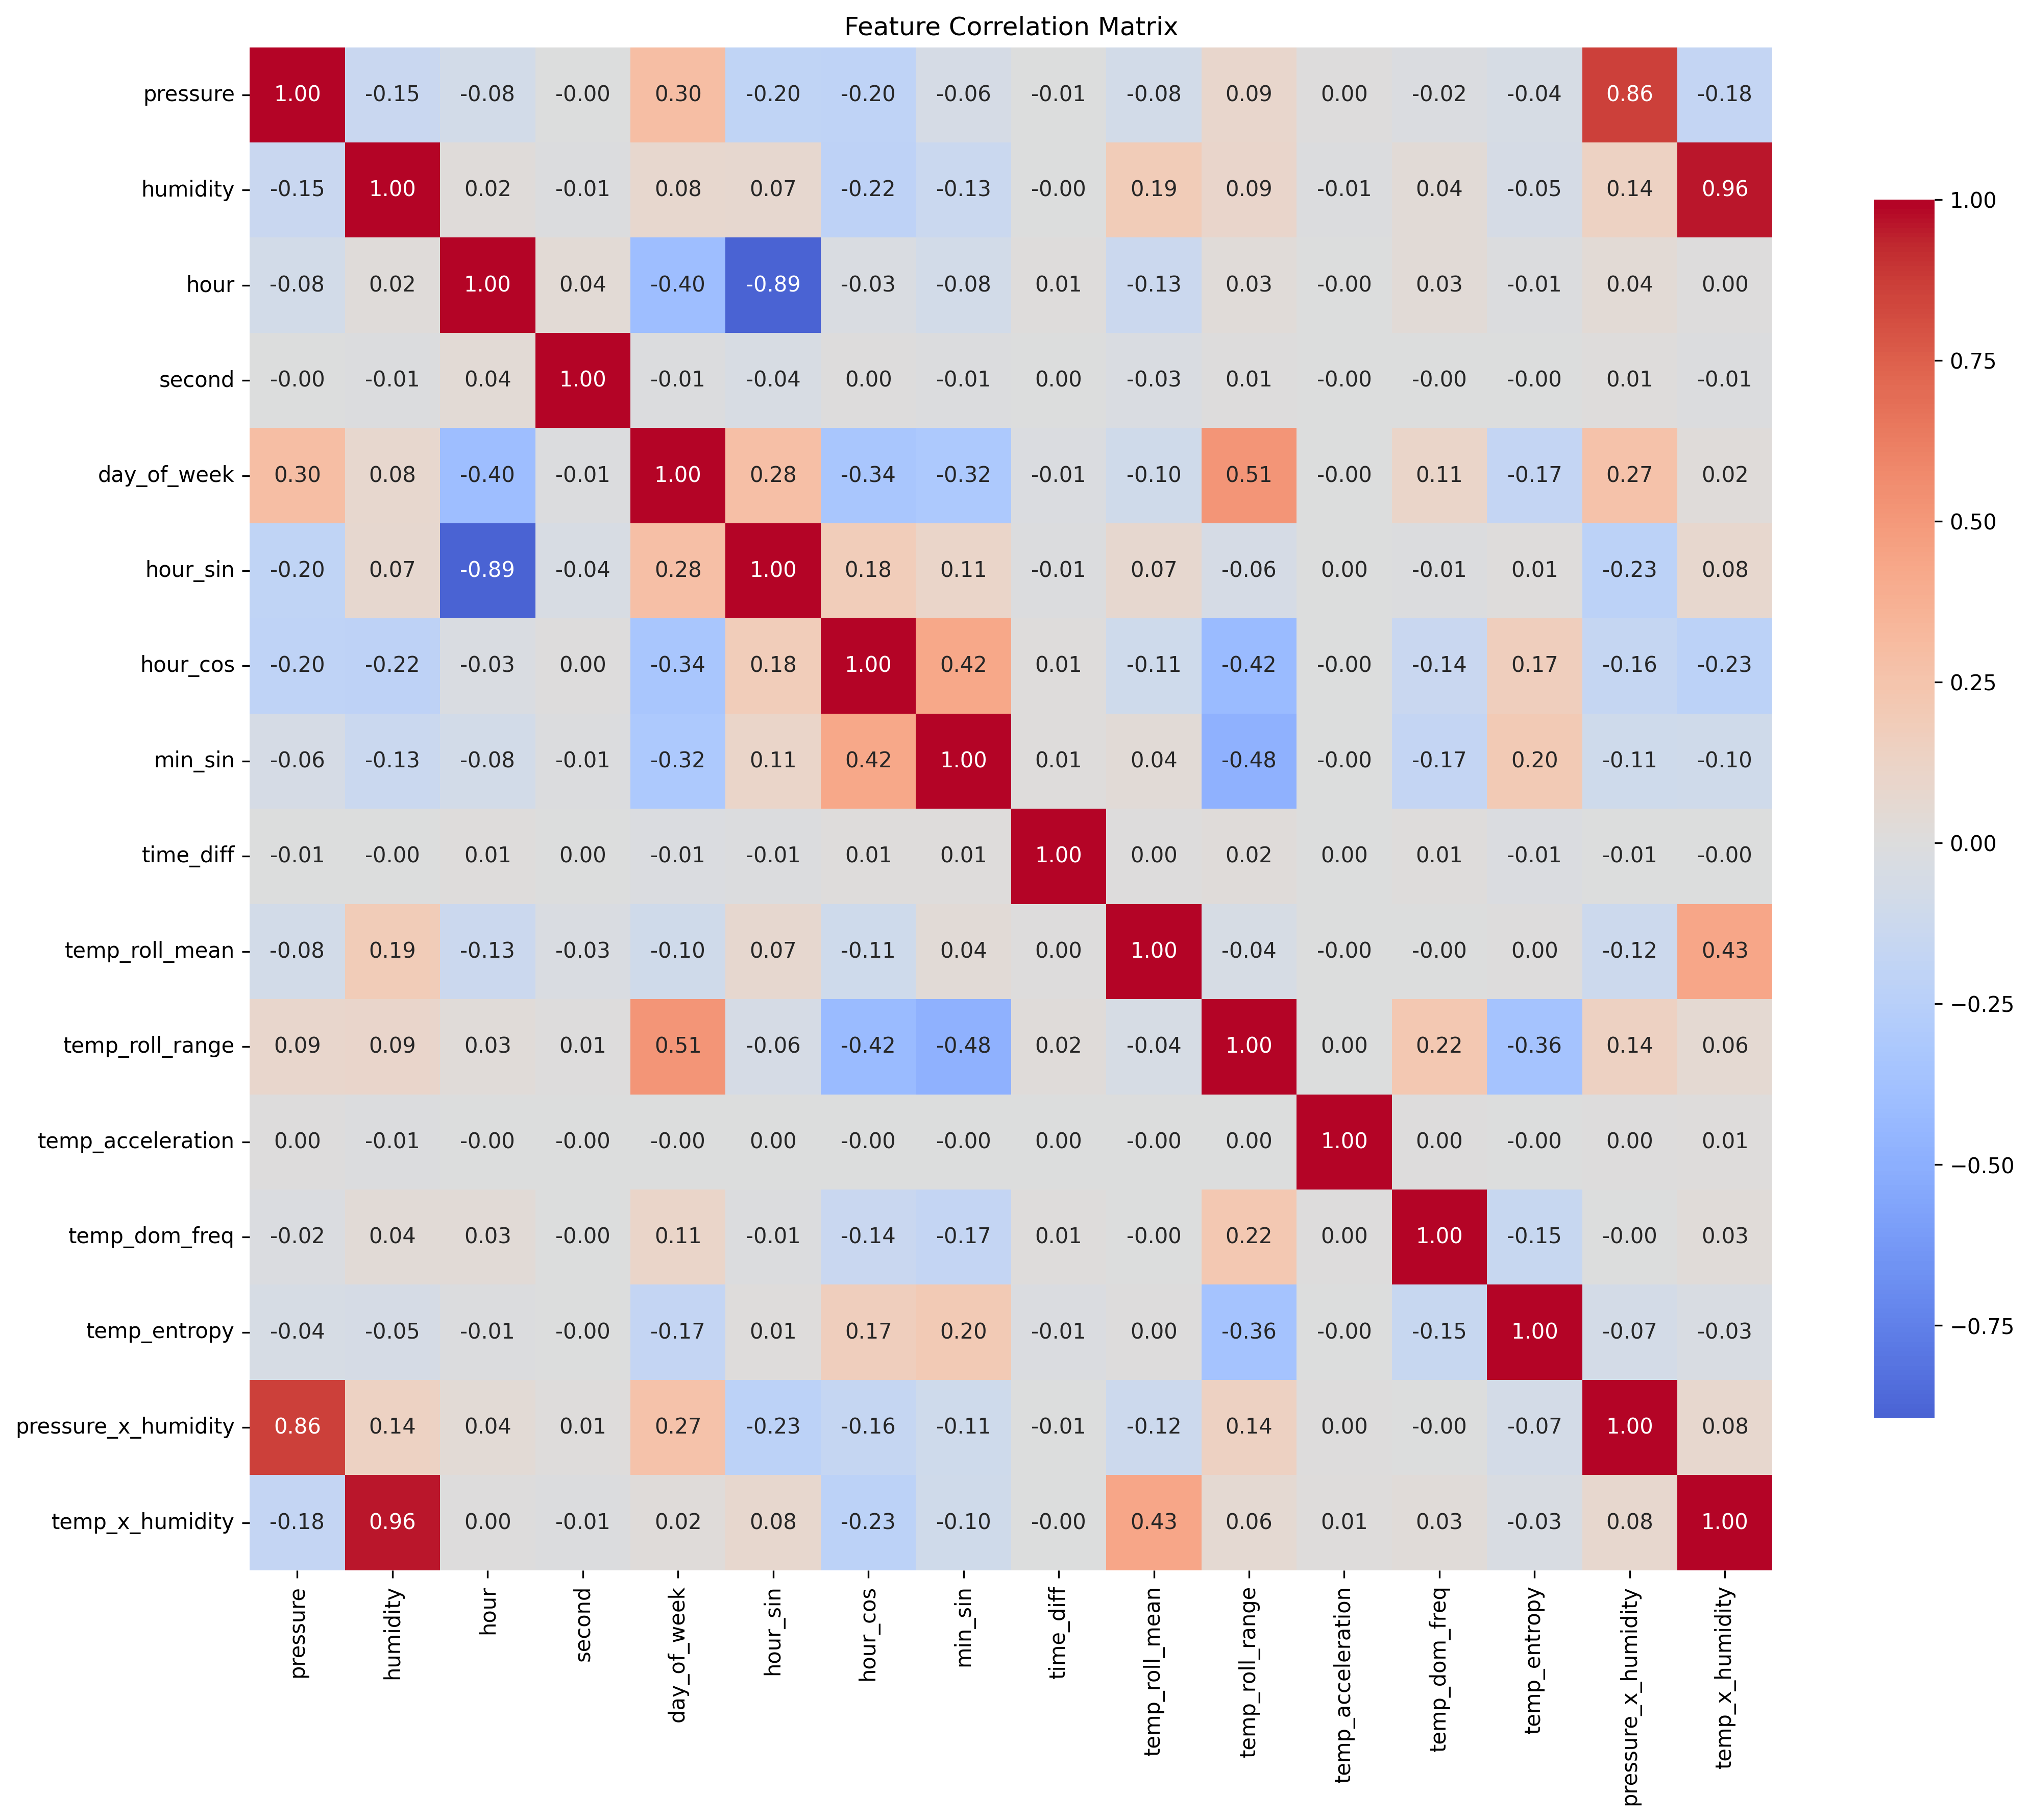 Feature Correlation Matrix
pressure 1.00 -0.15 -0.08 -0.00 0.30 -0.20 -0.20 -0.06 -0.01 -0.08 0.09 0.00 -0.02 -0.04 0.86 -0.18
humidity -0.15 1.00 0.02 -0.01 0.08 0.07 -0.22 -0.13 -0.00 0.19 0.09 -0.01 0.04 -0.05 0.14 0.96
hour -0.08 0.02 1.00 0.04 -0.40 -0.89 -0.03 -0.08 0.01 -0.13 0.03 -0.00 0.03 -0.01 0.04 0.00
second -0.00 -0.01 0.04 1.00 -0.01 -0.04 0.00 -0.01 0.00 -0.03 0.01 -0.00 -0.00 -0.00 0.01 -0.01
day_of_week 0.30 0.08 -0.40 -0.01 1.00 0.28 -0.34 -0.32 -0.01 -0.10 0.51 -0.00 0.11 -0.17 0.27 0.02
hour_sin -0.20 0.07 -0.89 -0.04 0.28 1.00 0.18 0.11 -0.01 0.07 -0.06 0.00 -0.01 0.01 -0.23 0.08
hour_cos -0.20 -0.22 -0.03 0.00 -0.34 0.18 1.00 0.42 0.01 -0.11 -0.42 -0.00 -0.14 0.17 -0.16 -0.23
min_sin -0.06 -0.13 -0.08 -0.01 -0.32 0.11 0.42 1.00 0.01 0.04 -0.48 -0.00 -0.17 0.20 -0.11 -0.10
time_diff -0.01 -0.00 0.01 0.00 -0.01 -0.01 0.01 0.01 1.00 0.00 0.02 0.00 0.01 -0.01 -0.01 -0.00
temp_roll_mean -0.08 0.19 -0.13 -0.03 -0.10 0.07 -0.11 0.04 0.00 1.00 -0.04 -0.00 -0.00 0.00 -0.12 0.43
temp_roll_range 0.09 0.09 0.03 0.01 0.51 -0.06 -0.42 -0.48 0.02 -0.04 1.00 0.00 0.22 -0.36 0.14 0.06
temp_acceleration 0.00 -0.01 -0.00 -0.00 -0.00 0.00 -0.00 -0.00 0.00 -0.00 0.00 1.00 0.00 -0.00 0.00 0.01
temp_dom_freq -0.02 0.04 0.03 -0.00 0.11 -0.01 -0.14 -0.17 0.01 -0.00 0.22 0.00 1.00 -0.15 -0.00 0.03
temp_entropy -0.04 -0.05 -0.01 -0.00 -0.17 0.01 0.17 0.20 -0.01 0.00 -0.36 -0.00 -0.15 1.00 -0.07 -0.03
pressure_x_humidity 0.86 0.14 0.04 0.01 0.27 -0.23 -0.16 -0.11 -0.01 -0.12 0.14 0.00 -0.00 -0.07 1.00 0.08
temp_x_humidity -0.18 0.96 0.00 -0.01 0.02 0.08 -0.23 -0.10 -0.00 0.43 0.06 0.01 0.03 -0.03 0.08 1.00
pressure
humidity
hour
second
day_of_week
hour_sin
hour_cos
min_sin
time_diff
temp_roll_mean
temp_roll_range
temp_acceleration
temp_dom_freq
temp_entropy
pressure_x_humidity
temp_x_humidity
1.00
0.75
0.50
0.25
0.00
−0.25
−0.50
−0.75